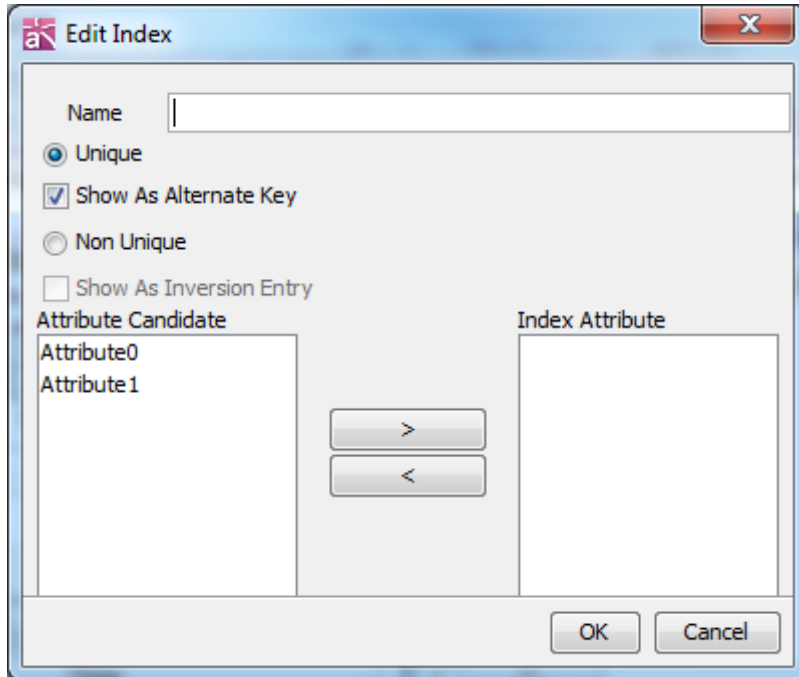 Edit Index
Name
Unique
Show As Alternate Key
Non Unique
Show As Inversion Entry
Attribute Candidate
Index Attribute
Attribute0
Attribute1
>
<
OK
Cancel